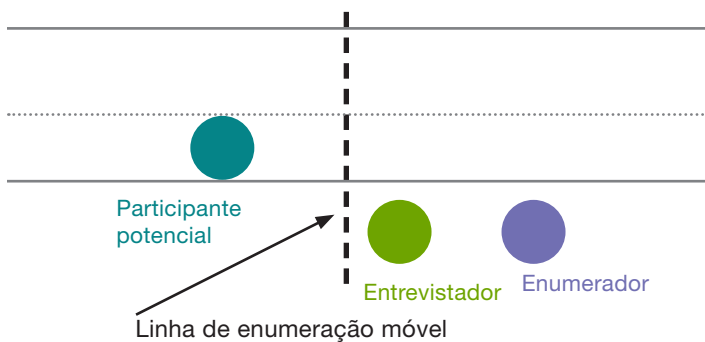 Participante
potencial
Entrevistador
Enumerador
Linha de enumeração móvel